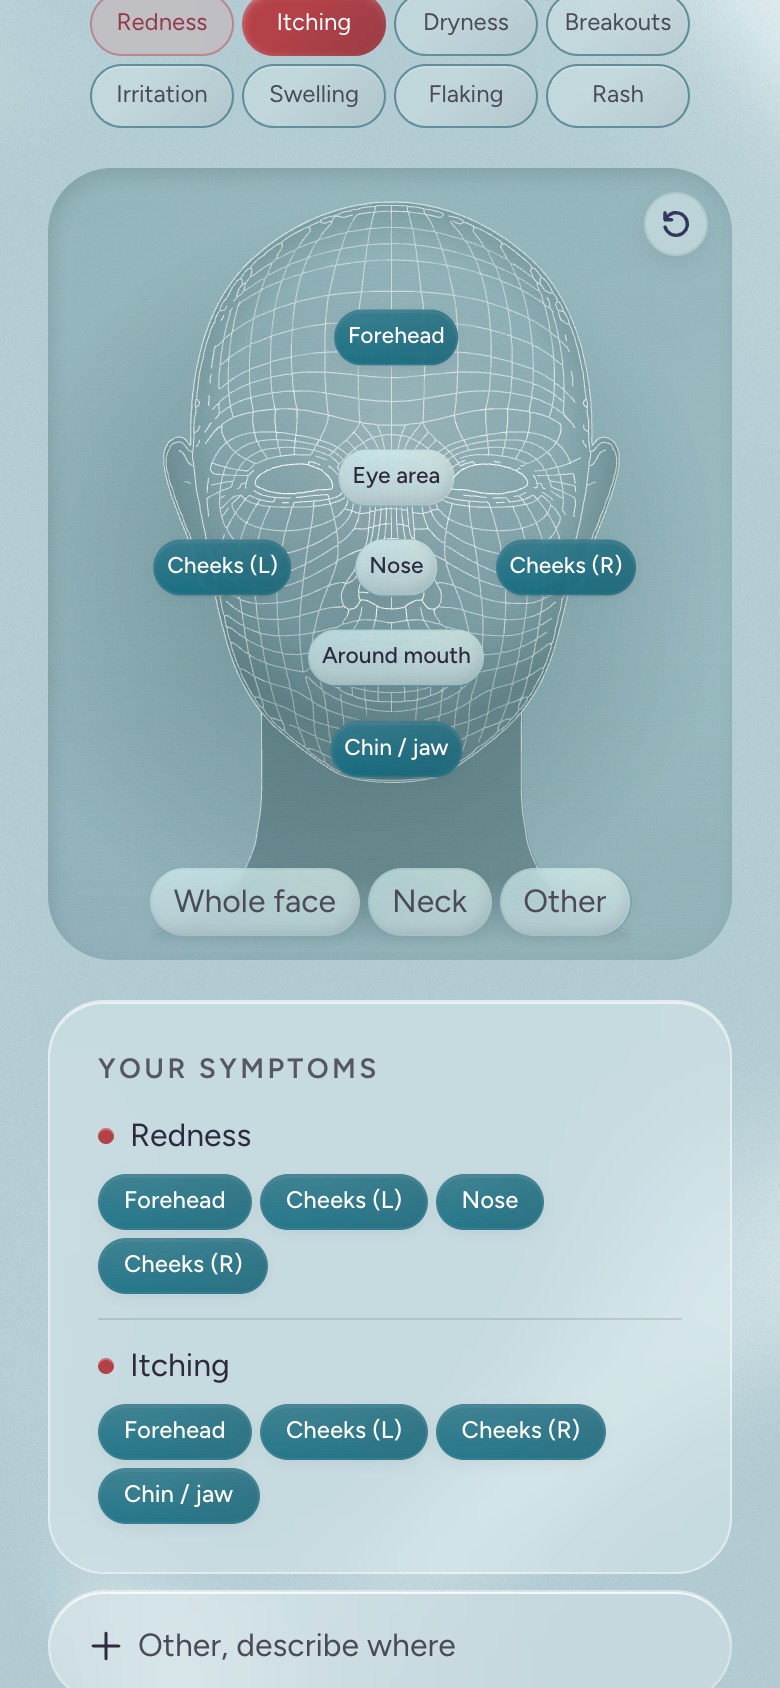 Redness Itching Dryness Breakouts
Irritation Swelling Flaking Rash
Forehead
Eye area
Cheeks (L) Nose Cheeks (R)
Around mouth
Chin / jaw
Whole face Neck Other
YOUR SYMPTOMS
Redness
Forehead Cheeks (L) Nose
Cheeks (R)
Itching
Forehead Cheeks (L) Cheeks (R)
Chin / jaw
Other, describe where